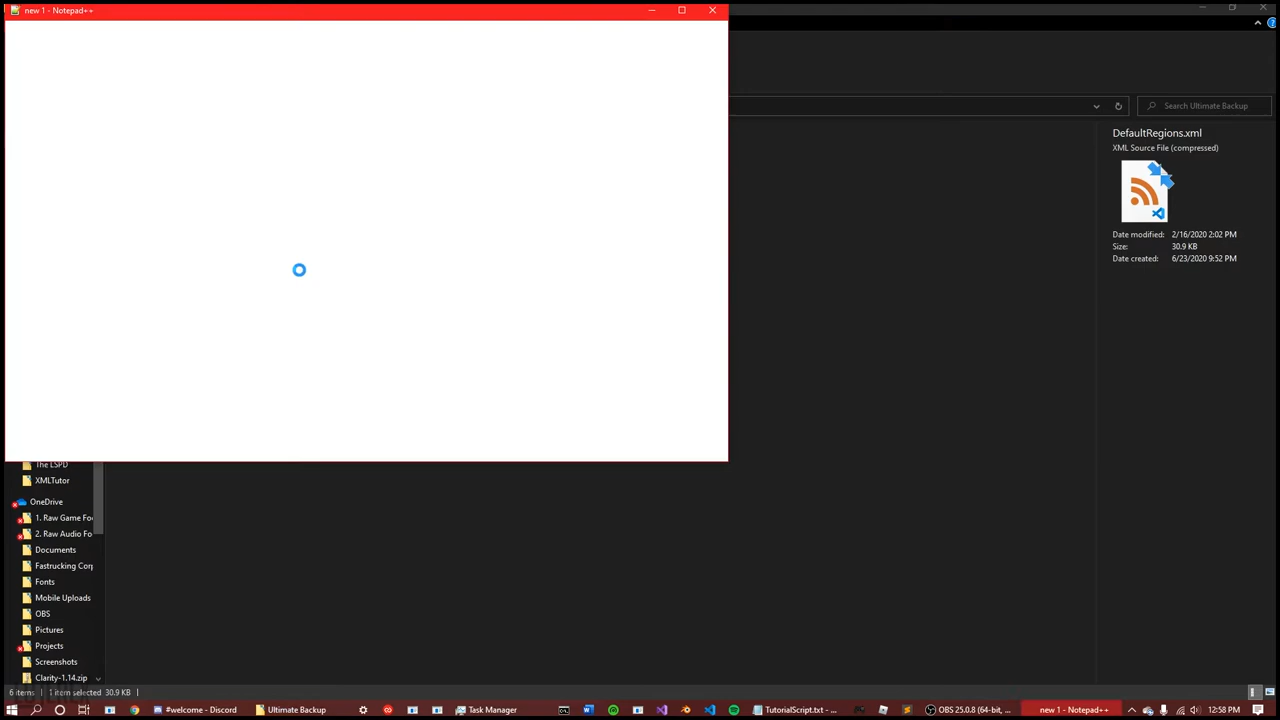 new 1 - Notepad++
Search Ultimate Backup
DefaultRegions.xml
XML Source File (compressed)
Date modified: 2/16/2020 2:02 PM
Size: 30.9 KB
Date created: 6/23/2020 9:52 PM
The LSPD
XMLTutor
OneDrive
1. Raw Game Foo
2. Raw Audio Fo
Documents
Fastrucking Corp
Fonts
Mobile Uploads
OBS
Pictures
Projects
Screenshots
Clarity-1.14.zip
6 items 1 item selected 30.9 KB
#welcome - Discord
Ultimate Backup
Task Manager
TutorialScript.txt - ...
OBS 25.0.8 (64-bit, ...
new 1 - Notepad++
12:58 PM